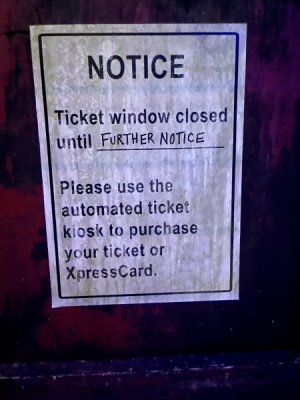 NOTICE
Ticket window closed
until FURTHER NOTICE
Please use the
automated ticket
kiosk to purchase
your ticket or
XpressCard.